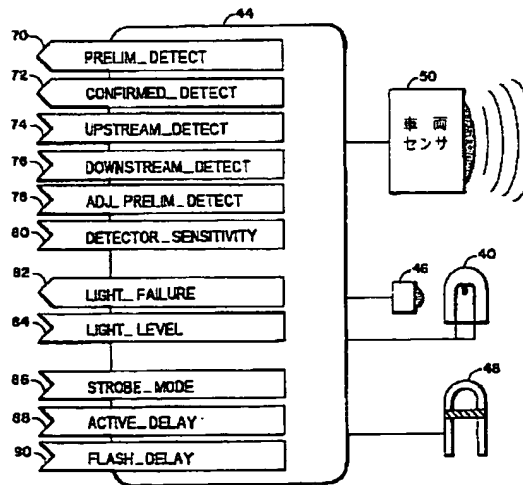 44
70
PRELIM_DETECT
72
CONFIRMED_DETECT
74
UPSTREAM_DETECT
76
DOWNSTREAM_DETECT
78
ADJ_PRELIM_DETECT
80
DETECTOR_SENSITIVITY
82
LIGHT_FAILURE
84
LIGHT_LEVEL
86
STROBE_MODE
88
ACTIVE_DELAY
90
FLASH_DELAY
50
車両
センサ
46
40
48